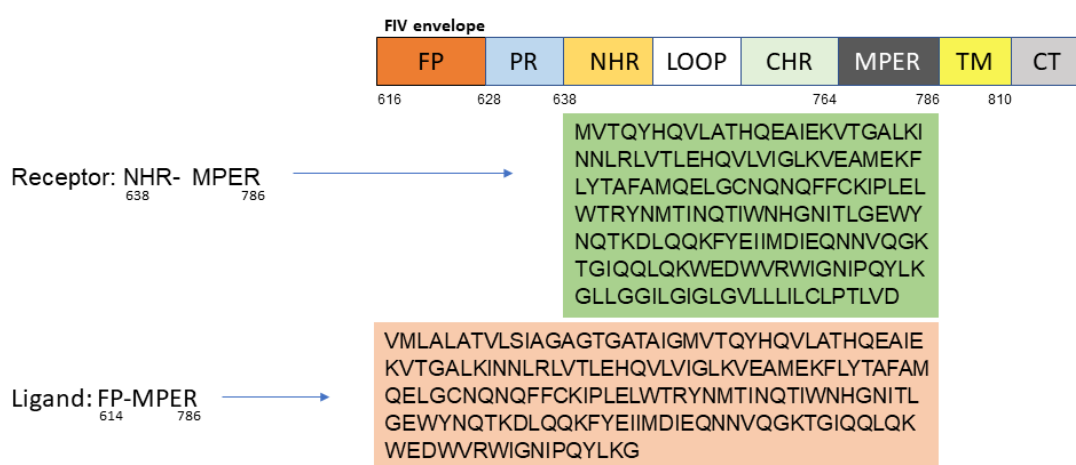 FIV envelope
FP PR NHR LOOP CHR MPER TM CT
616 628 638 764 786 810
Receptor: NHR- MPER
638 786
MVTQYHQVLATHQEAIEKVTGALKI
NNLRLVTLEHQVLVIGLKVEAMEKF
LYTAFAMQELGCNQNQFFCKIPLEL
WTRYNMTINQTIWNHGNITLGEWY
NQTKDLQQKFYEIIMDIEQNNVQGK
TGIQQLQKWEDWVRWIGNIPQYLK
GLLGGILGIGLGVLLLILCLPTLVD
Ligand: FP-MPER
614 786
VMLALATVLSIAGAGTGATAIGMVTQYHQVLATHQEAIE
KVTGALKINNLRLVTLEHQVLVIGLKVEAMEKFLYTAFAM
QELGCNQNQFFCKIPLELWTRYNMTINQTIWNHGNITL
GEWYNQTKDLQQKFYEIIMDIEQNNVQGKTGIQQLQK
WEDWVRWIGNIPQYLKG